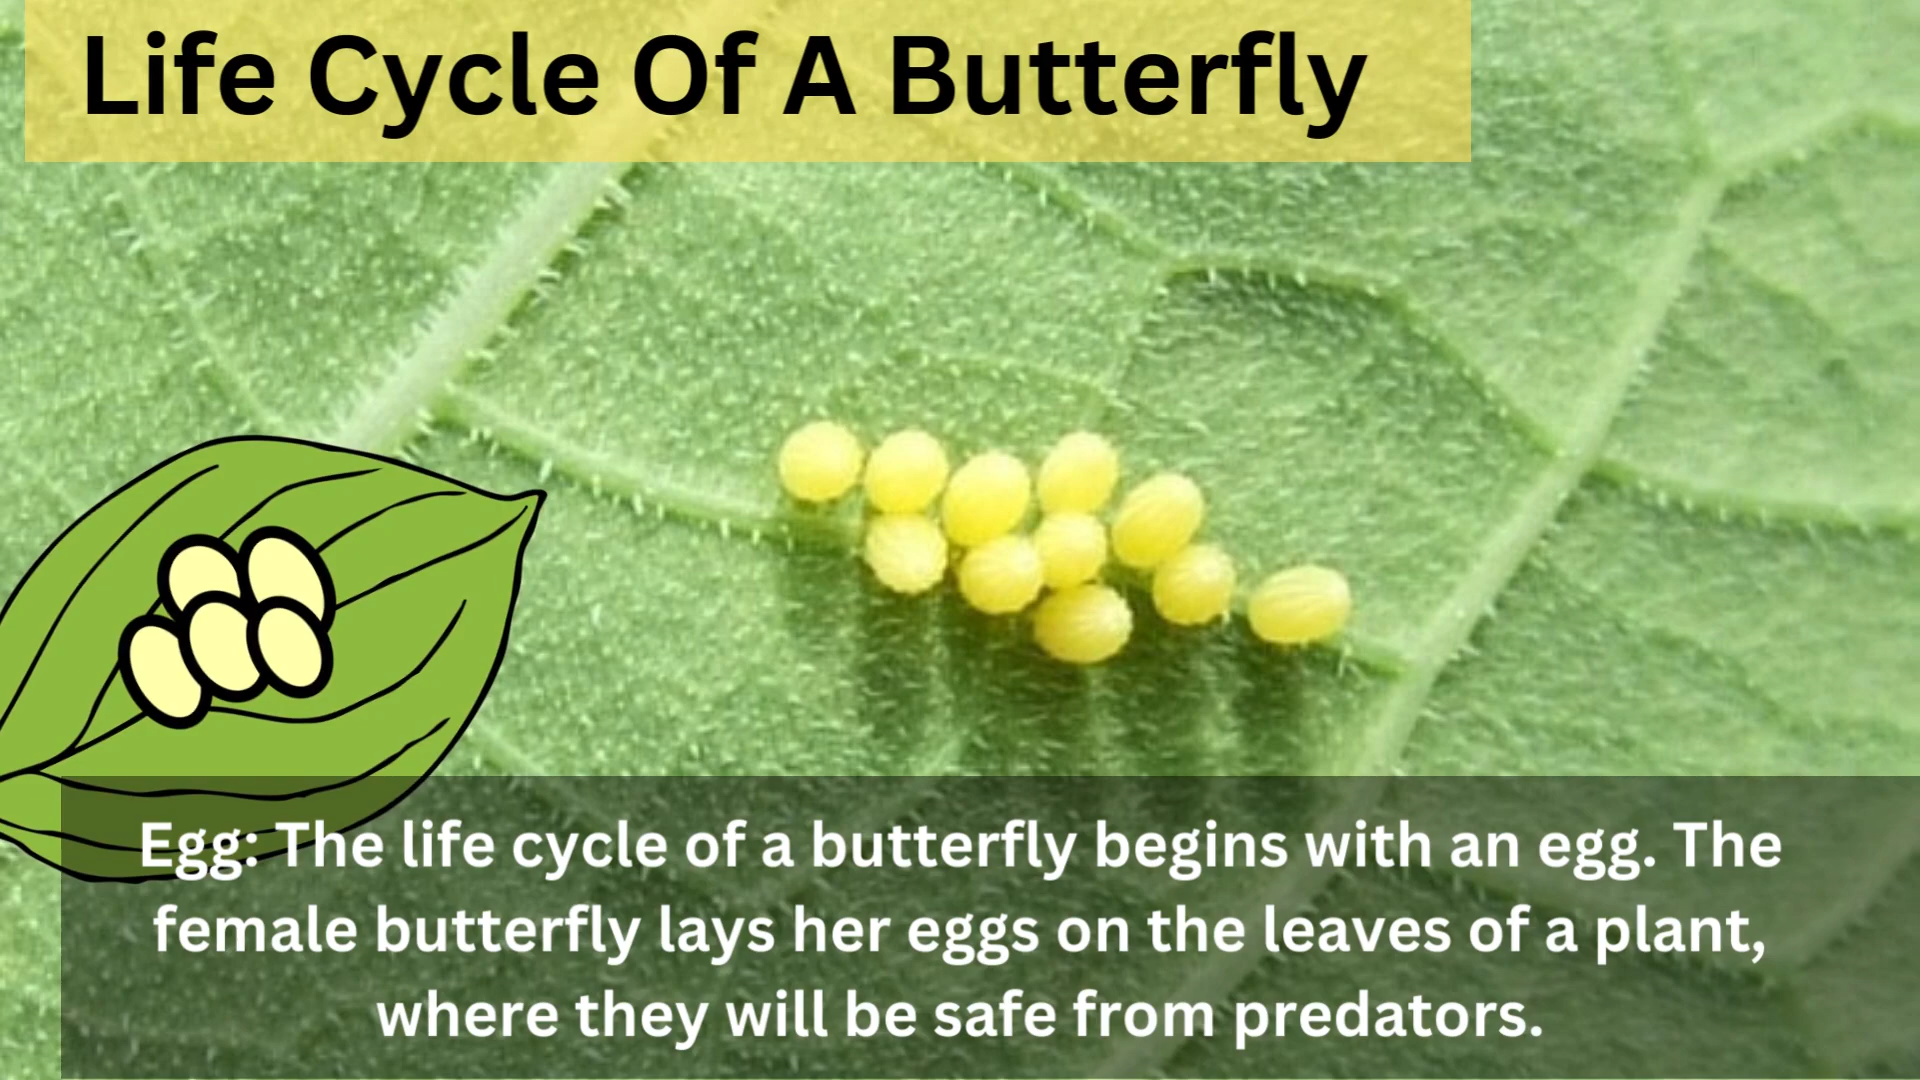 Life Cycle Of A Butterfly
Egg: The life cycle of a butterfly begins with an egg. The
female butterfly lays her eggs on the leaves of a plant,
where they will be safe from predators.